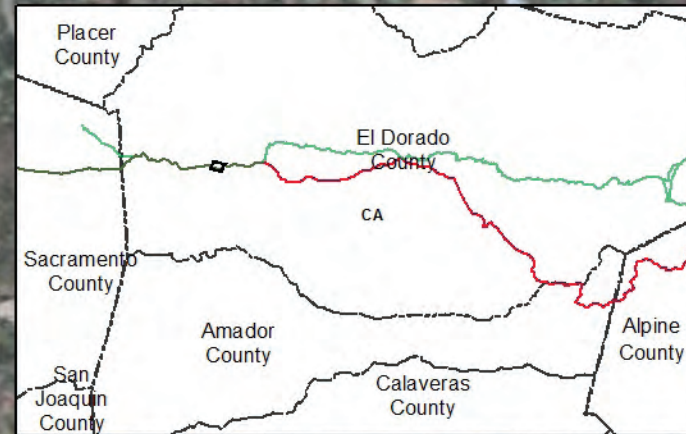 Placer
County
El Dorado
County
CA
Sacramento
County
Amador
County
Alpine
County
San
Joaquin
County
Calaveras
County